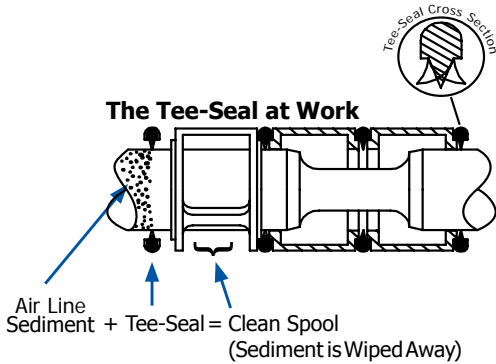 Tee-Seal Cross Section
The Tee-Seal at Work
Air Line
Sediment + Tee-Seal = Clean Spool
(Sediment is Wiped Away)